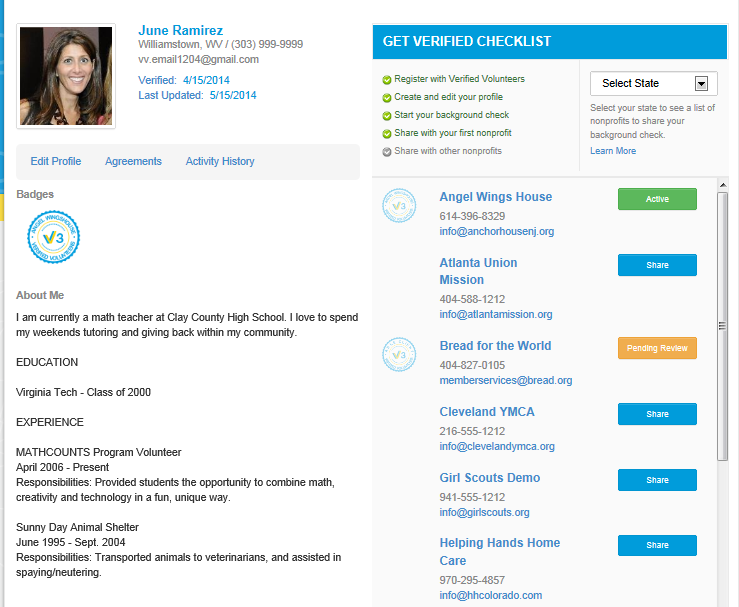 June Ramirez
Williamstown, WV / (303) 999-9999
vv.email1204@gmail.com
Verified: 4/15/2014
Last Updated: 5/15/2014
Edit Profile Agreements Activity History
Badges
ANGEL WINGSHOUSE
V3
VERIFIED VOLUNTEERS
About Me
I am currently a math teacher at Clay County High School. I love to spend
my weekends tutoring and giving back within my community.
EDUCATION
Virginia Tech - Class of 2000
EXPERIENCE
MATHCOUNTS Program Volunteer
April 2006 - Present
Responsibilities: Provided students the opportunity to combine math,
creativity and technology in a fun, unique way.
Sunny Day Animal Shelter
June 1995 - Sept. 2004
Responsibilities: Transported animals to veterinarians, and assisted in
spaying/neutering.
GET VERIFIED CHECKLIST
Register with Verified Volunteers
Create and edit your profile
Start your background check
Share with your first nonprofit
Share with other nonprofits
Select State
Select your state to see a list of
nonprofits to share your
background check.
Learn More
V3
Angel Wings House
Active
614-396-8329
info@anchorhousenj.org
Atlanta Union
Mission
Share
404-588-1212
info@atlantamission.org
V3
Bread for the World
Pending Review
404-827-0105
memberservices@bread.org
Cleveland YMCA
Share
216-555-1212
info@clevelandymca.org
Girl Scouts Demo
Share
941-555-1212
info@girlscouts.org
Helping Hands Home
Care
Share
970-295-4857
info@hhcolorado.com